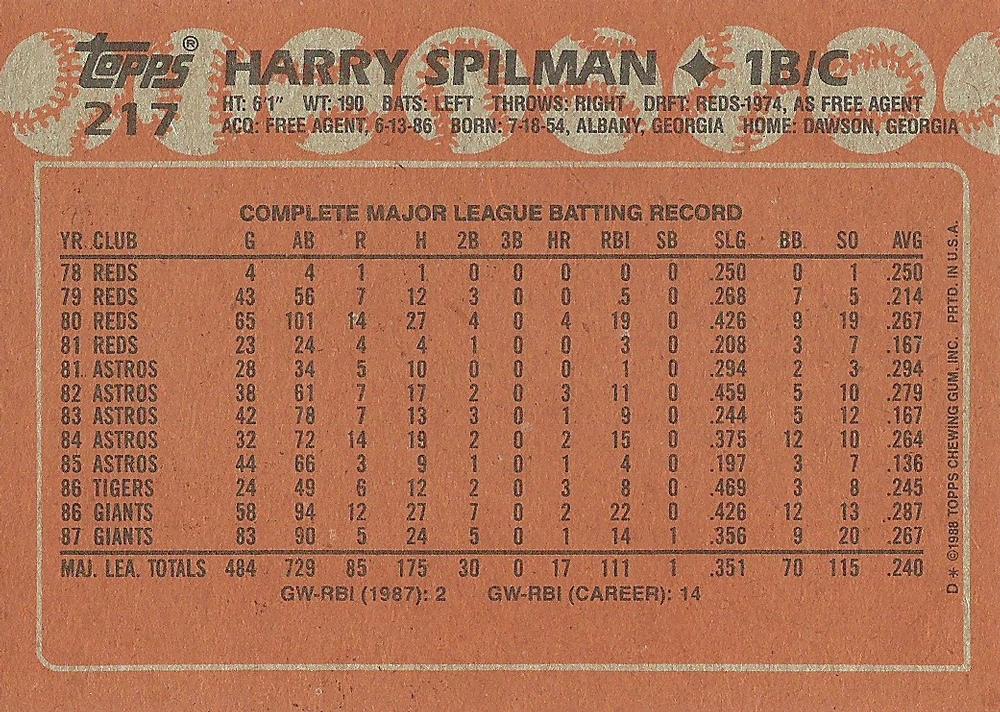 Topps® HARRY SPILMAN ✦ 1B/C
217 HT: 6'1" WT: 190 BATS: LEFT THROWS: RIGHT DRFT: REDS-1974, AS FREE AGENT
ACQ: FREE AGENT, 6-13-86 BORN: 7-18-54, ALBANY, GEORGIA HOME: DAWSON, GEORGIA
COMPLETE MAJOR LEAGUE BATTING RECORD
YR. CLUB G AB R H 2B 3B HR RBI SB SLG BB SO AVG
78 REDS 4 4 1 1 0 0 0 0 0 .250 0 1 .250
79 REDS 43 56 7 12 3 0 0 5 0 .268 7 5 .214
80 REDS 65 101 14 27 4 0 4 19 0 .426 9 19 .267
81 REDS 23 24 4 4 1 0 0 3 0 .208 3 7 .167
81 ASTROS 28 34 5 10 0 0 0 1 0 .294 2 3 .294
82 ASTROS 38 61 7 17 2 0 3 11 0 .459 5 10 .279
83 ASTROS 42 78 7 13 3 0 1 9 0 .244 5 12 .167
84 ASTROS 32 72 14 19 2 0 2 15 0 .375 12 10 .264
85 ASTROS 44 66 3 9 1 0 1 4 0 .197 3 7 .136
86 TIGERS 24 49 6 12 2 0 3 8 0 .469 3 8 .245
86 GIANTS 58 94 12 27 7 0 2 22 0 .426 12 13 .287
87 GIANTS 83 90 5 24 5 0 1 14 1 .356 9 20 .267
MAJ. LEA. TOTALS 484 729 85 175 30 0 17 111 1 .351 70 115 .240
GW-RBI (1987): 2 GW-RBI (CAREER): 14
D * ©1988 TOPPS CHEWING GUM, INC. PRTD. IN U.S.A.